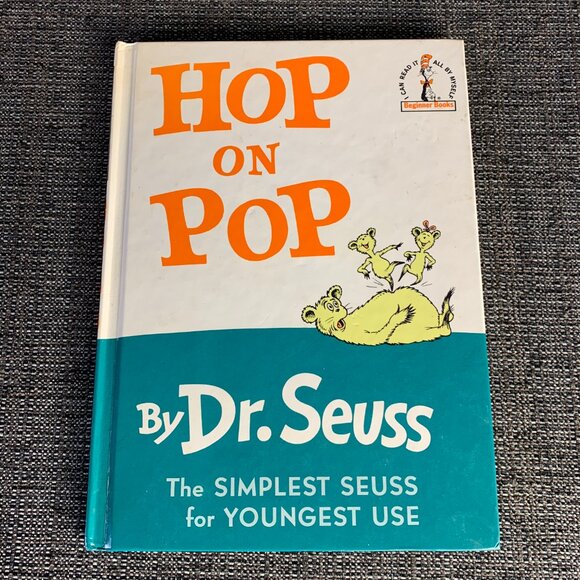 HOP
ON
POP
I CAN READ IT ALL BY MYSELF
Beginner Books
By Dr. Seuss
The SIMPLEST SEUSS
for YOUNGEST USE